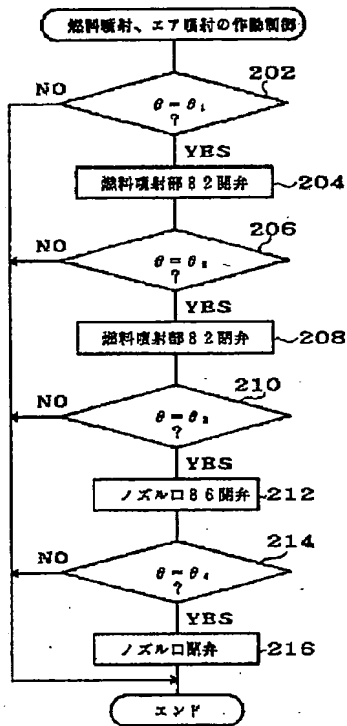 燃料噴射、エア噴射の作動制御
202
NO
θ=θ₁
?
YES
燃料噴射部82開弁
204
206
NO
θ=θ₂
?
YES
燃料噴射部82閉弁
208
210
NO
θ=θ₃
?
YES
ノズル口86開弁
212
214
NO
θ=θ₄
?
YES
ノズル口閉弁
216
エンド